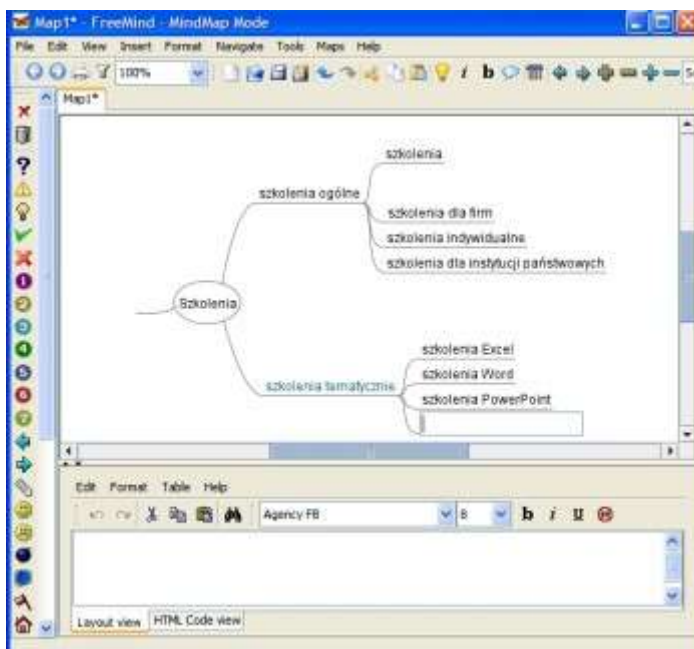 Map1* - FreeMind - MindMap Mode
File Edit View Insert Format Navigate Tools Maps Help
100%
Map1*
szkolenia
szkolenia ogólne
szkolenia dla firm
szkolenia indywidualne
szkolenia dla instytucji państwowych
Szkolenia
szkolenia Excel
szkolenia Word
szkolenia tematycznie
szkolenia PowerPoint
Edit Format Table Help
Agency FB 8 b i u
Layout view HTML Code view